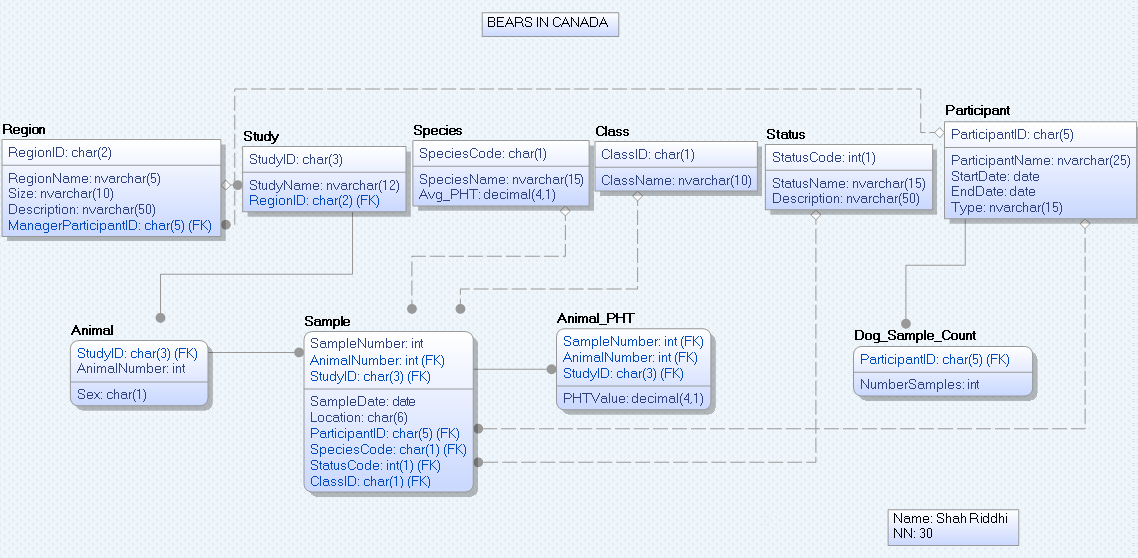 BEARS IN CANADA
Region
RegionID: char(2)
RegionName: nvarchar(5)
Size: nvarchar(10)
Description: nvarchar(50)
ManagerParticipantID: char(5) (FK)
Study
StudyID: char(3)
StudyName: nvarchar(12)
RegionID: char(2) (FK)
Species
SpeciesCode: char(1)
SpeciesName: nvarchar(15)
Avg_PHT: decimal(4,1)
Class
ClassID: char(1)
ClassName: nvarchar(10)
Status
StatusCode: int(1)
StatusName: nvarchar(15)
Description: nvarchar(50)
Participant
ParticipantID: char(5)
ParticipantName: nvarchar(25)
StartDate: date
EndDate: date
Type: nvarchar(15)
Animal
StudyID: char(3) (FK)
AnimalNumber: int
Sex: char(1)
Sample
SampleNumber: int
AnimalNumber: int (FK)
StudyID: char(3) (FK)
SampleDate: date
Location: char(6)
ParticipantID: char(5) (FK)
SpeciesCode: char(1) (FK)
StatusCode: int(1) (FK)
ClassID: char(1) (FK)
Animal_PHT
SampleNumber: int (FK)
AnimalNumber: int (FK)
StudyID: char(3) (FK)
PHTValue: decimal(4,1)
Dog_Sample_Count
ParticipantID: char(5) (FK)
NumberSamples: int
Name: Shah Riddhi
NN: 30